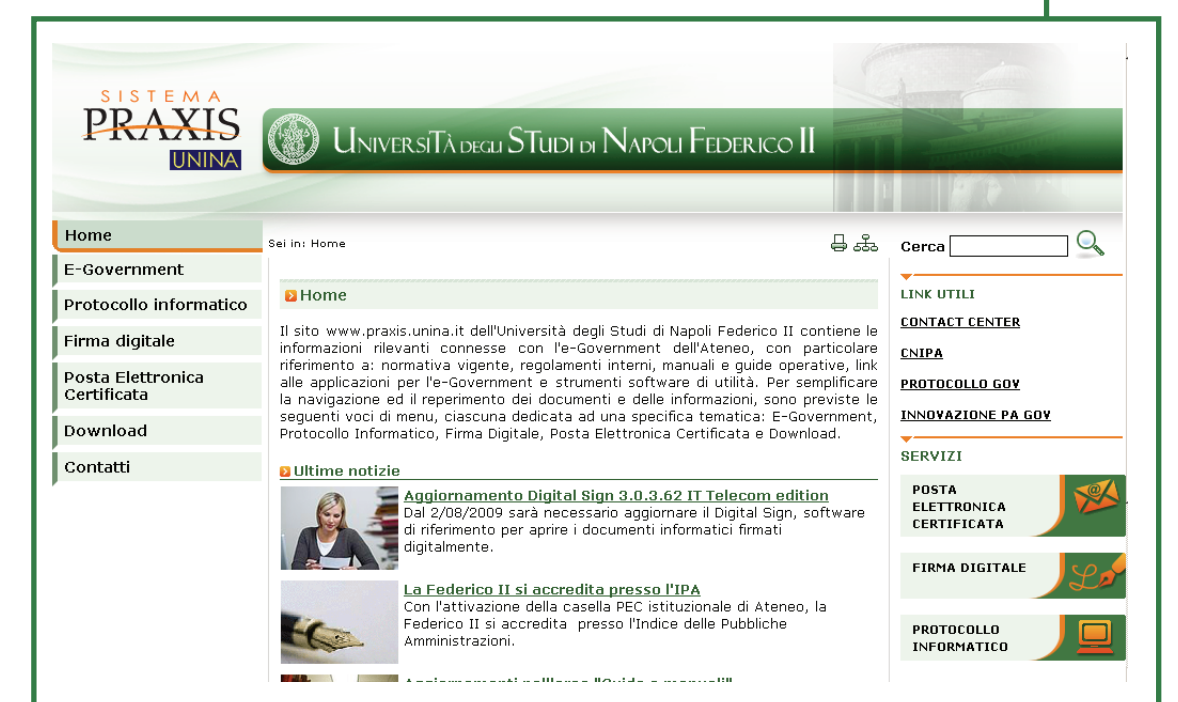 SISTEMA
PRAXIS
UNINA
UNIVERSITÀ DEGLI STUDI DI NAPOLI FEDERICO II
Home
E-Government
Protocollo informatico
Firma digitale
Posta Elettronica
Certificata
Download
Contatti
Sei in: Home
Home
Il sito www.praxis.unina.it dell'Università degli Studi di Napoli Federico II contiene le
informazioni rilevanti connesse con l'e-Government dell'Ateneo, con particolare
riferimento a: normativa vigente, regolamenti interni, manuali e guide operative, link
alle applicazioni per l'e-Government e strumenti software di utilità. Per semplificare
la navigazione ed il reperimento dei documenti e delle informazioni, sono previste le
seguenti voci di menu, ciascuna dedicata ad una specifica tematica: E-Government,
Protocollo Informatico, Firma Digitale, Posta Elettronica Certificata e Download.
Ultime notizie
Aggiornamento Digital Sign 3.0.3.62 IT Telecom edition
Dal 2/08/2009 sarà necessario aggiornare il Digital Sign, software
di riferimento per aprire i documenti informatici firmati
digitalmente.
La Federico II si accredita presso l'IPA
Con l'attivazione della casella PEC istituzionale di Ateneo, la
Federico II si accredita presso l'Indice delle Pubbliche
Amministrazioni.
Cerca
LINK UTILI
CONTACT CENTER
CNIPA
PROTOCOLLO GOV
INNOVAZIONE PA GOV
SERVIZI
POSTA
ELETTRONICA
CERTIFICATA
FIRMA DIGITALE
PROTOCOLLO
INFORMATICO